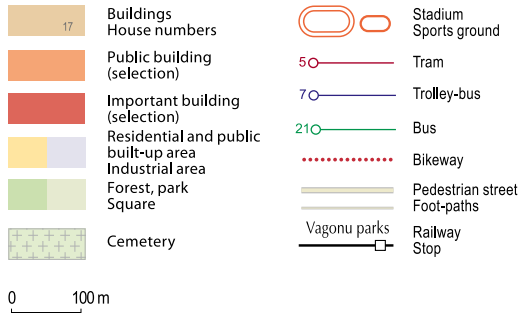 17
Buildings
House numbers
Public building
(selection)
Important building
(selection)
Residential and public
built-up area
Industrial area
Forest, park
Square
Cemetery
0 100 m
Stadium
Sports ground
5 Tram
7 Trolley-bus
21 Bus
Bikeway
Pedestrian street
Foot-paths
Vagonu parks
Railway
Stop